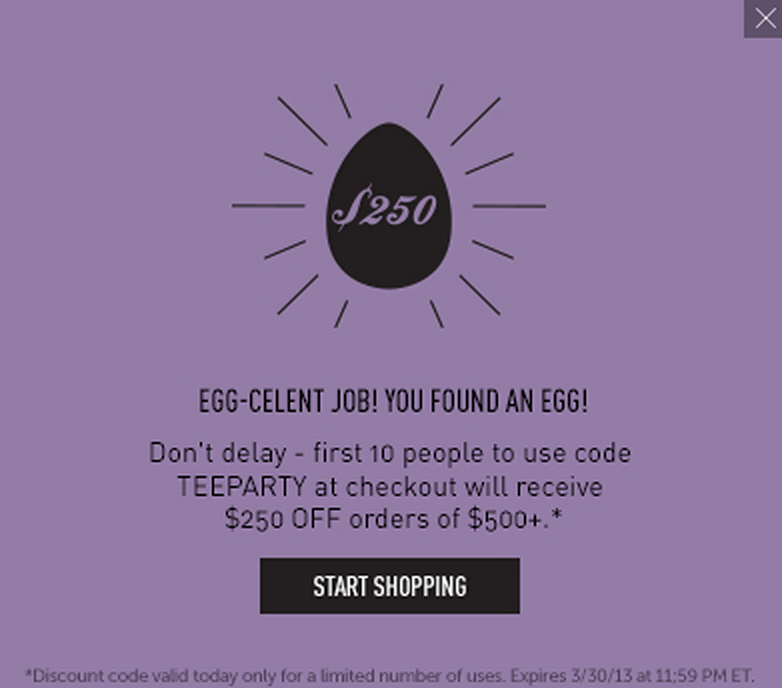 $250
EGG-CELENT JOB! YOU FOUND AN EGG!
Don't delay - first 10 people to use code
TEEPARTY at checkout will receive
$250 OFF orders of $500+.*
START SHOPPING
*Discount code valid today only for a limited number of uses. Expires 3/30/13 at 11:59 PM ET.